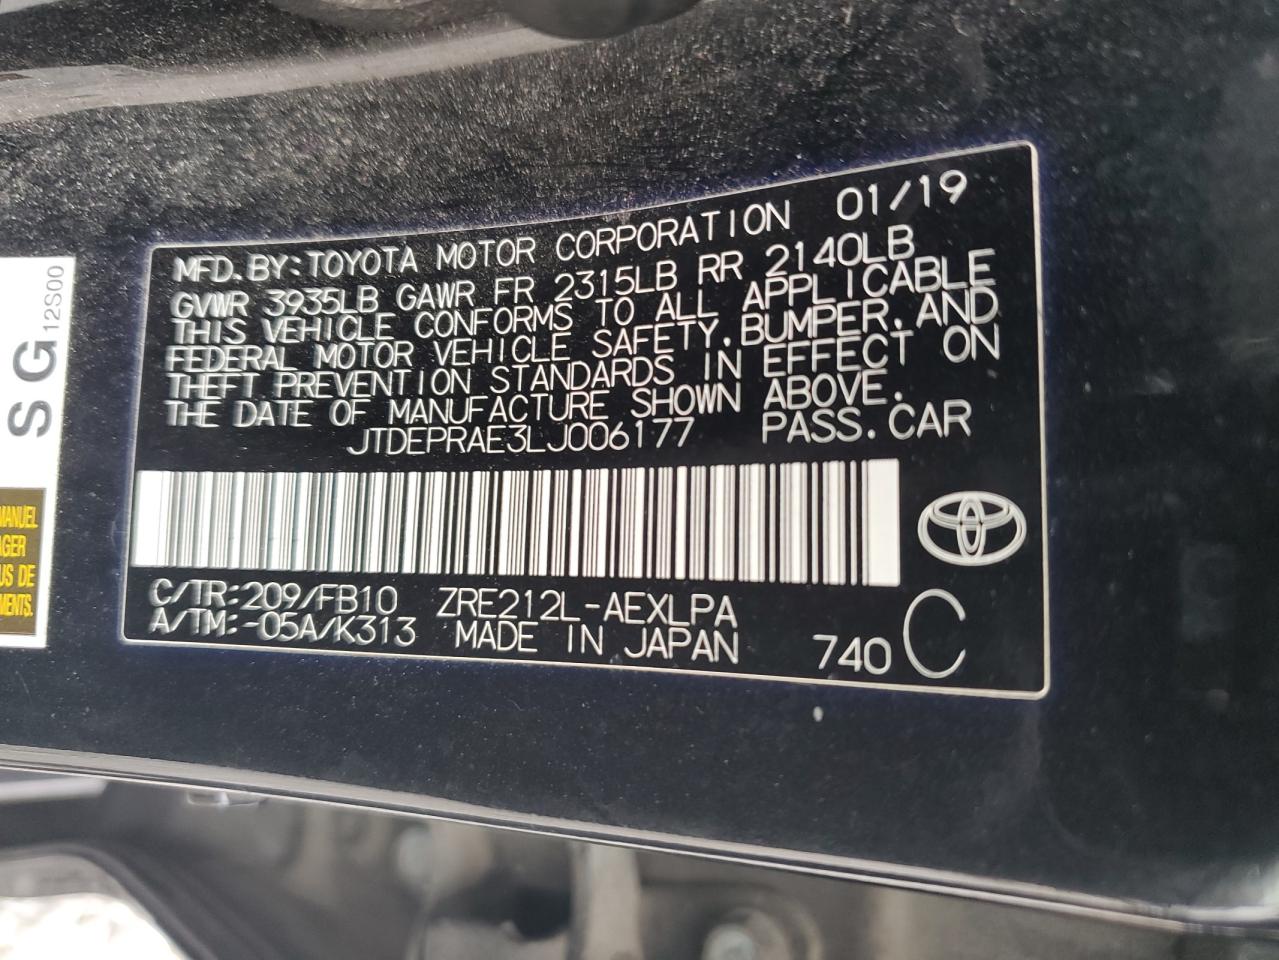 MFD.BY:TOYOTA MOTOR CORPORATION 01/19
GVWR 3935LB GAWR FR 2315LB RR 2140LB
THIS VEHICLE CONFORMS TO ALL APPLICABLE
FEDERAL MOTOR VEHICLE SAFETY, BUMPER, AND
THEFT PREVENTION STANDARDS IN EFFECT ON
THE DATE OF MANUFACTURE SHOWN ABOVE.
JTDEPRAE3LJ006177 PASS.CAR
C/TR:209/FB10 ZRE212L-AEXLPA
A/TM:-05A/K313 MADE IN JAPAN 740 C
SG 12S00
MANUEL
AGER
US DE
MENTS.